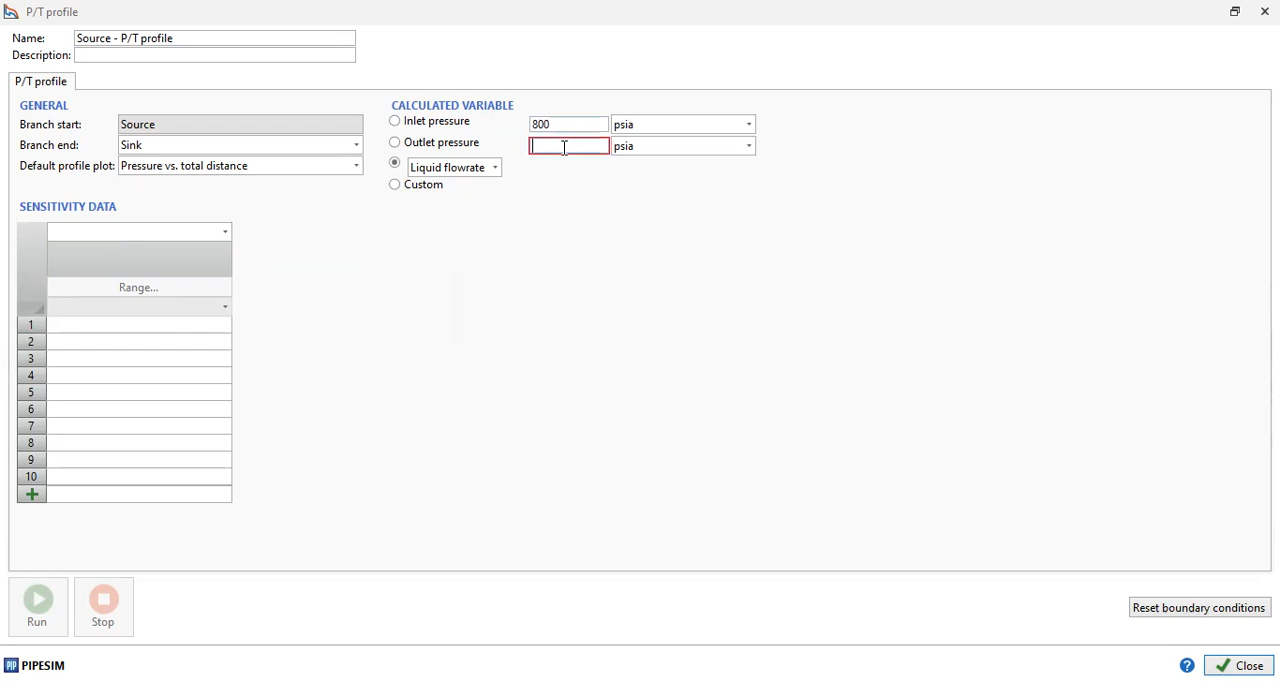 P/T profile
Name: Source - P/T profile
Description:
P/T profile
GENERAL
Branch start: Source
Branch end: Sink
Default profile plot: Pressure vs. total distance
CALCULATED VARIABLE
Inlet pressure 800 psia
Outlet pressure psia
Liquid flowrate
Custom
SENSITIVITY DATA
Range...
1
2
3
4
5
6
7
8
9
10
Run
Stop
Reset boundary conditions
PIP PIPESIM
? Close